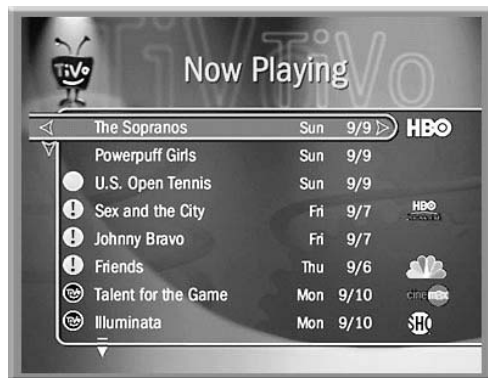 TiVo
Now Playing
The Sopranos Sun 9/9 HBO
Powerpuff Girls Sun 9/9
U.S. Open Tennis Sun 9/9
! Sex and the City Fri 9/7 HBO
! Johnny Bravo Fri 9/7
! Friends Thu 9/6
TiVo Talent for the Game Mon 9/10 cinemax
TiVo Illuminata Mon 9/10 SHO